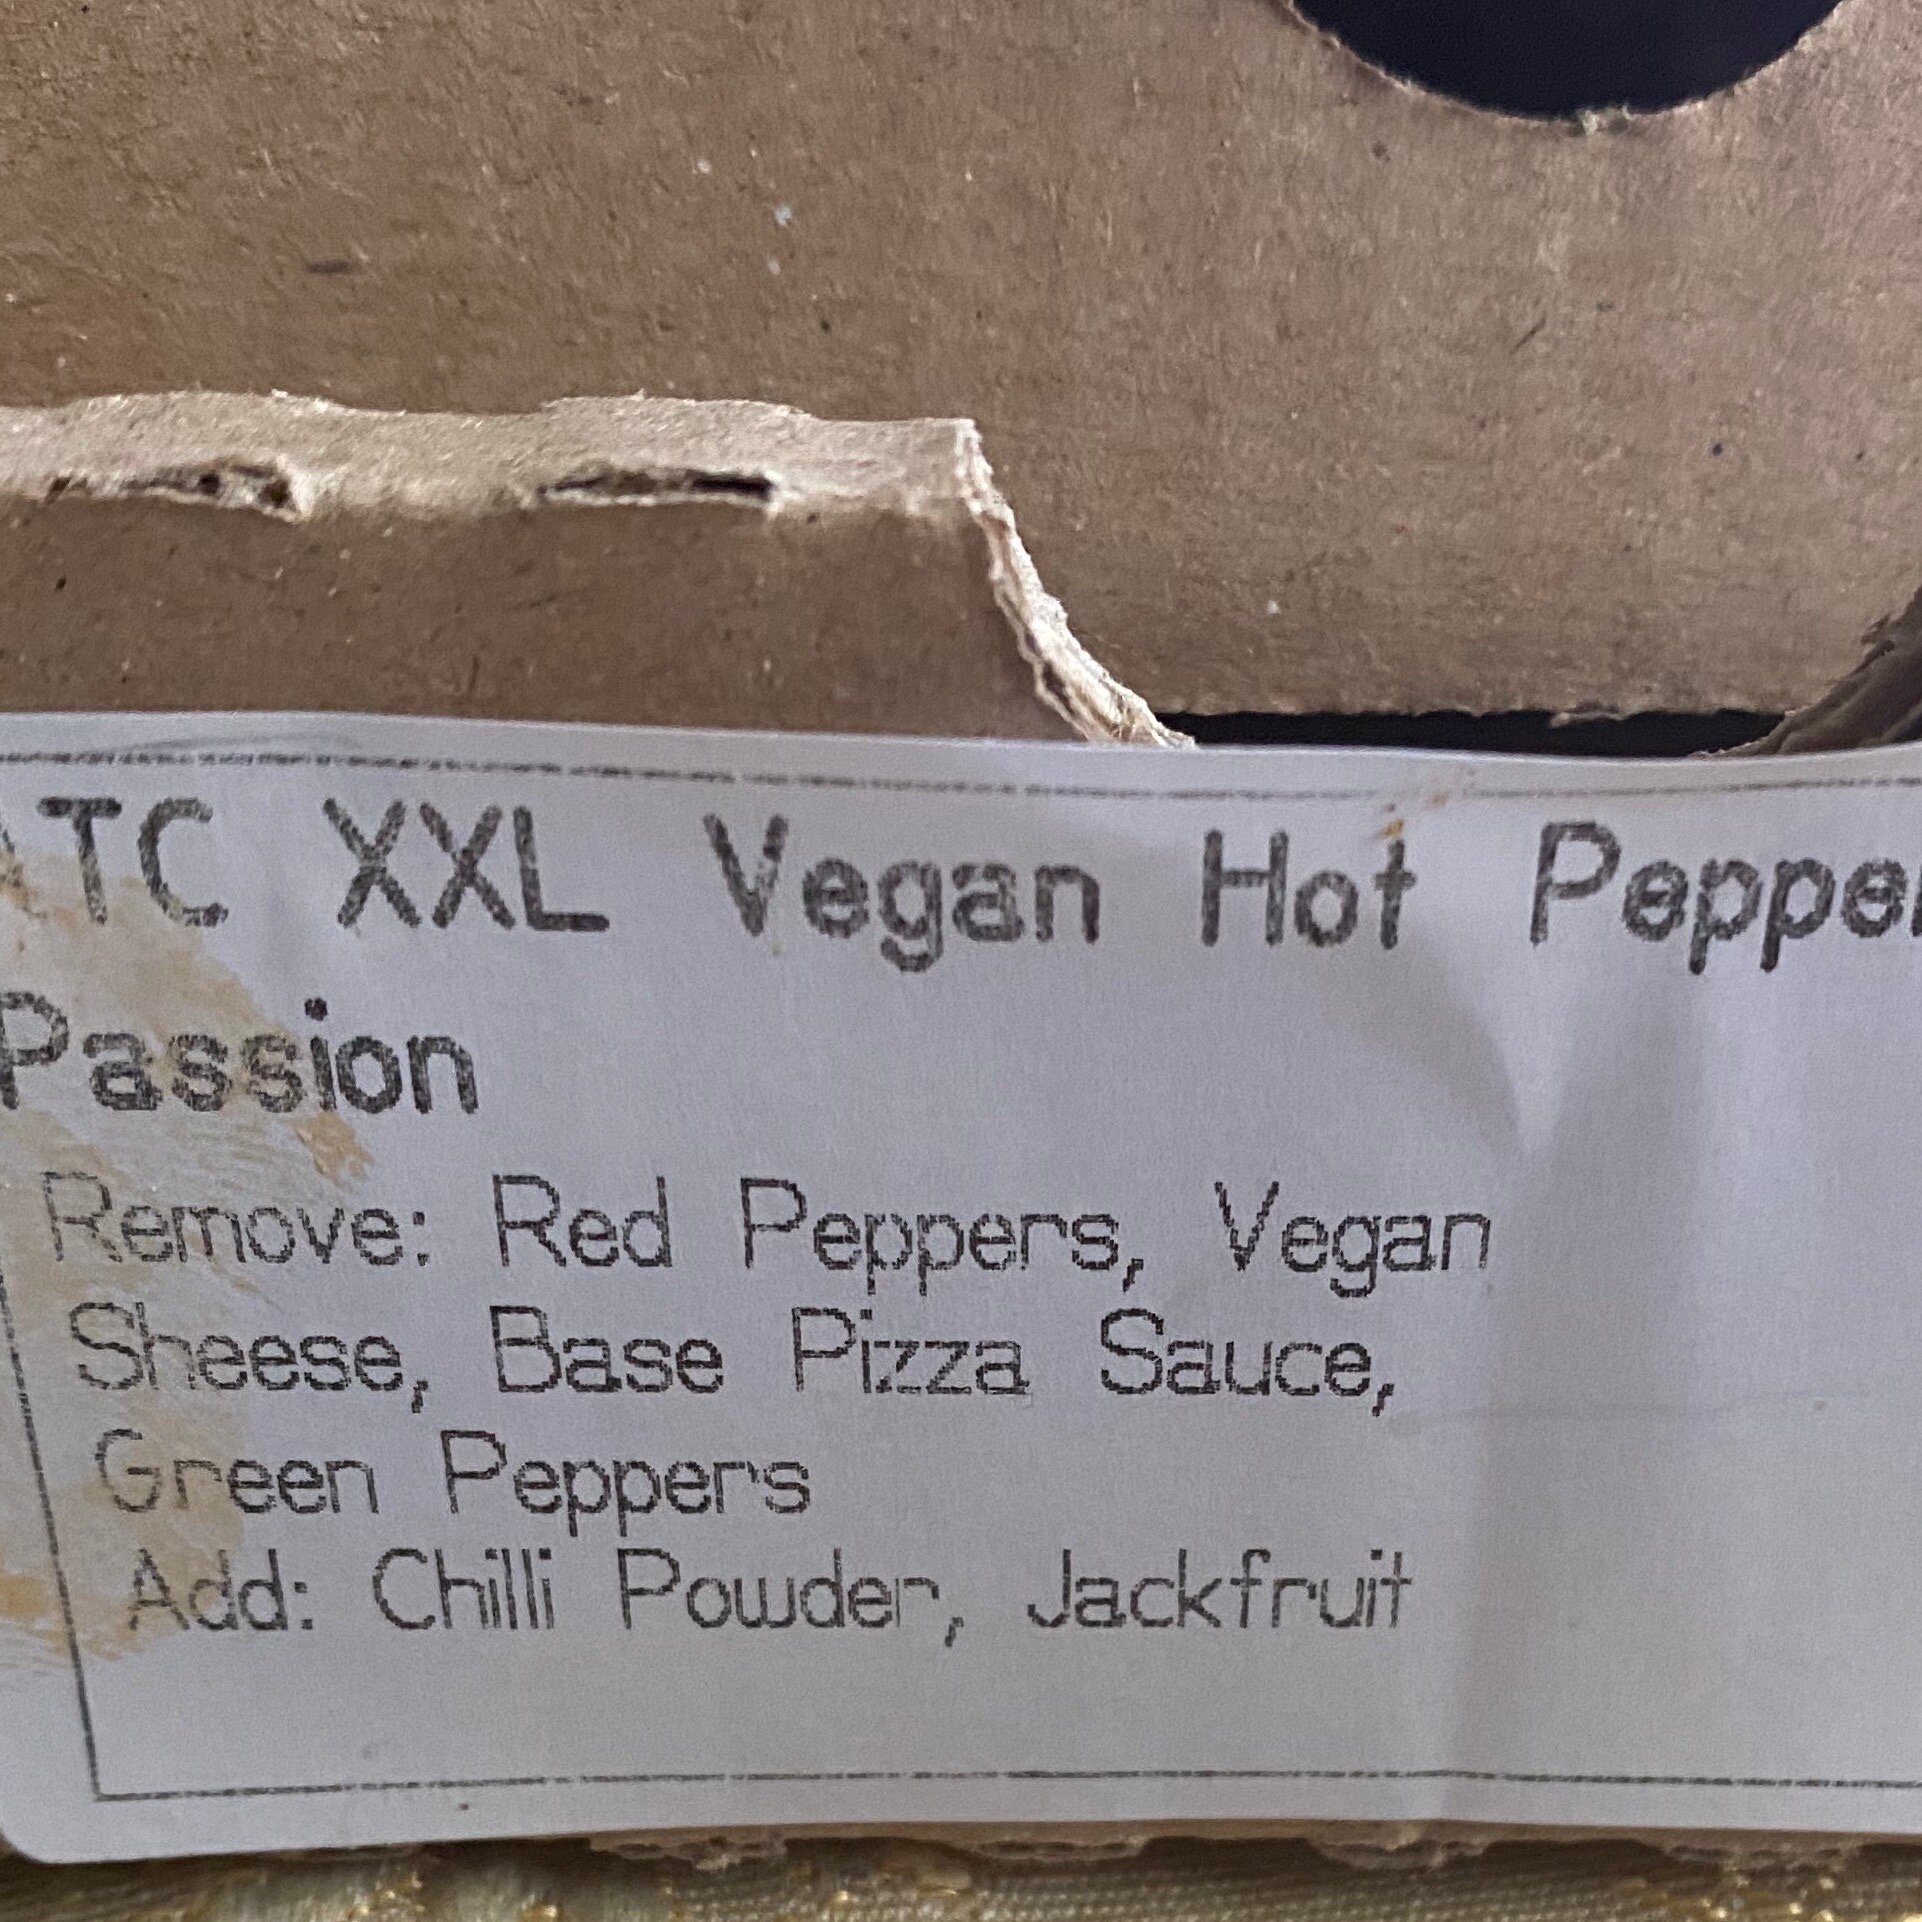 ATC XXL Vegan Hot Pepper
Passion
Remove: Red Peppers, Vegan
Sheese, Base Pizza Sauce,
Green Peppers
Add: Chilli Powder, Jackfruit